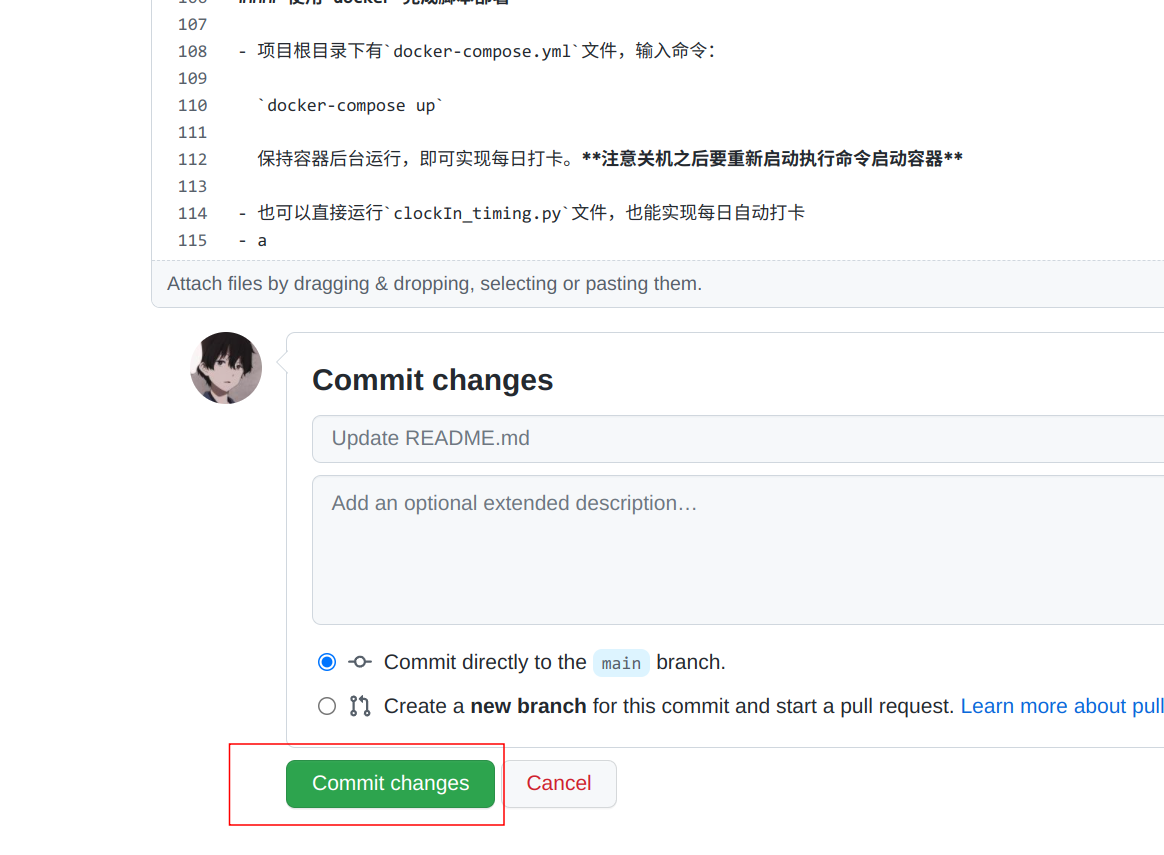 107
108 - 项目根目录下有`docker-compose.yml`文件，输入命令：
109
110 `docker-compose up`
111
112 保持容器后台运行，即可实现每日打卡。**注意关机之后要重新启动执行命令启动容器**
113
114 - 也可以直接运行`clockIn_timing.py`文件，也能实现每日自动打卡
115 - a
Attach files by dragging & dropping, selecting or pasting them.
Commit changes
Update README.md
Add an optional extended description…
Commit directly to the main branch.
Create a new branch for this commit and start a pull request. Learn more about pull
Commit changes Cancel